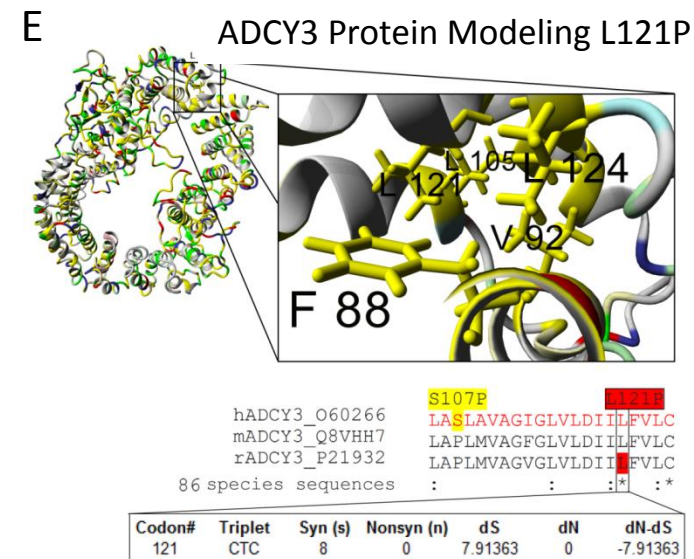 E
ADCY3 Protein Modeling L121P
L
L 121
L 105
L 124
V 92
F 88
S107P L121P
hADCY3_O60266 LASLAVAGIGLVLDIILFVLC
mADCY3_Q8VHH7 LAPLMVAGFGLVLDIILFVLC
rADCY3_P21932 LAPLMVAGVGLVLDIILFVLC
86 species sequences : : :* :*
Codon# Triplet Syn (s) Nonsyn (n) dS dN dN-dS
121 CTC 8 0 7.91363 0 -7.91363